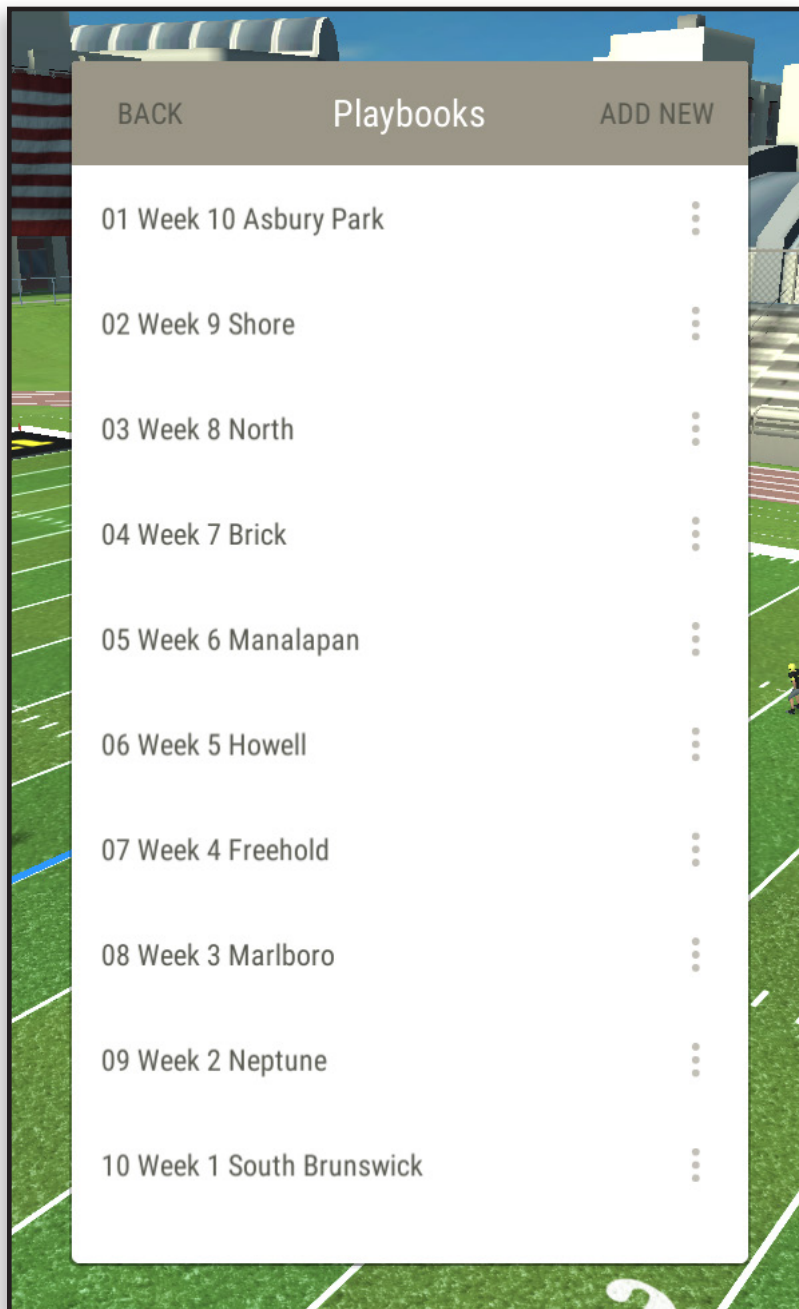 BACK Playbooks ADD NEW
01 Week 10 Asbury Park
02 Week 9 Shore
03 Week 8 North
04 Week 7 Brick
05 Week 6 Manalapan
06 Week 5 Howell
07 Week 4 Freehold
08 Week 3 Marlboro
09 Week 2 Neptune
10 Week 1 South Brunswick